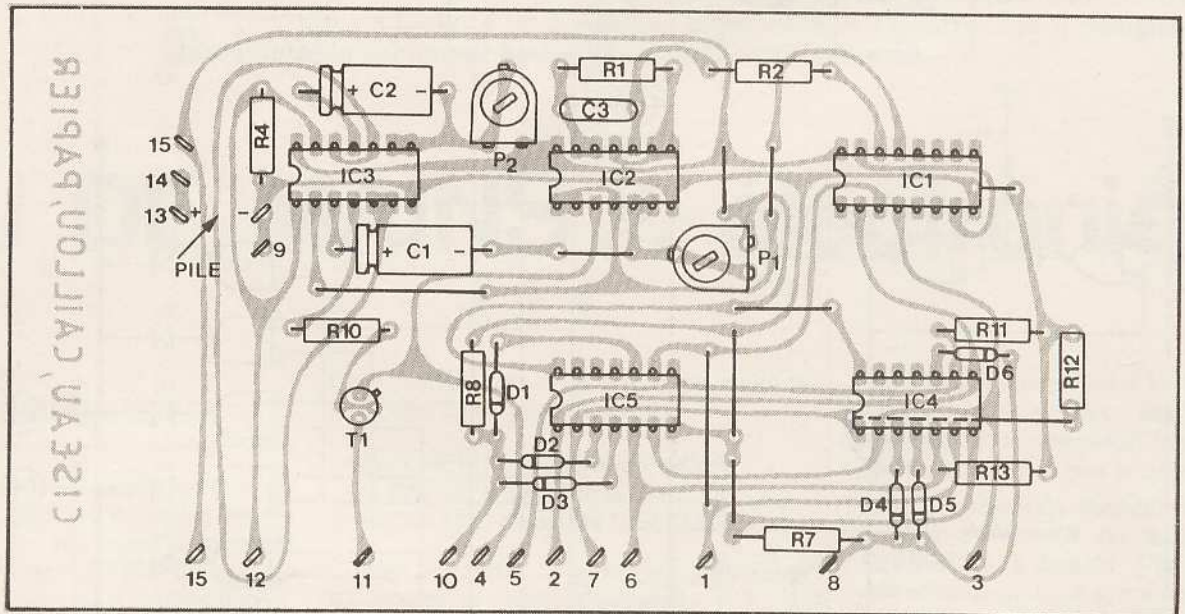 CISEAU, CAILLOU, PAPIER
C2
+
-
R1
R2
C3
R4
P2
15
14
13 +
-
9
PILE
IC3
IC2
IC1
+ C1 -
P1
R10
R11
D6
R12
R8
D1
IC5
IC4
T1
D2
D3
R13
D4
D5
R7
15
12
11
10
4
5
2
7
6
1
8
3